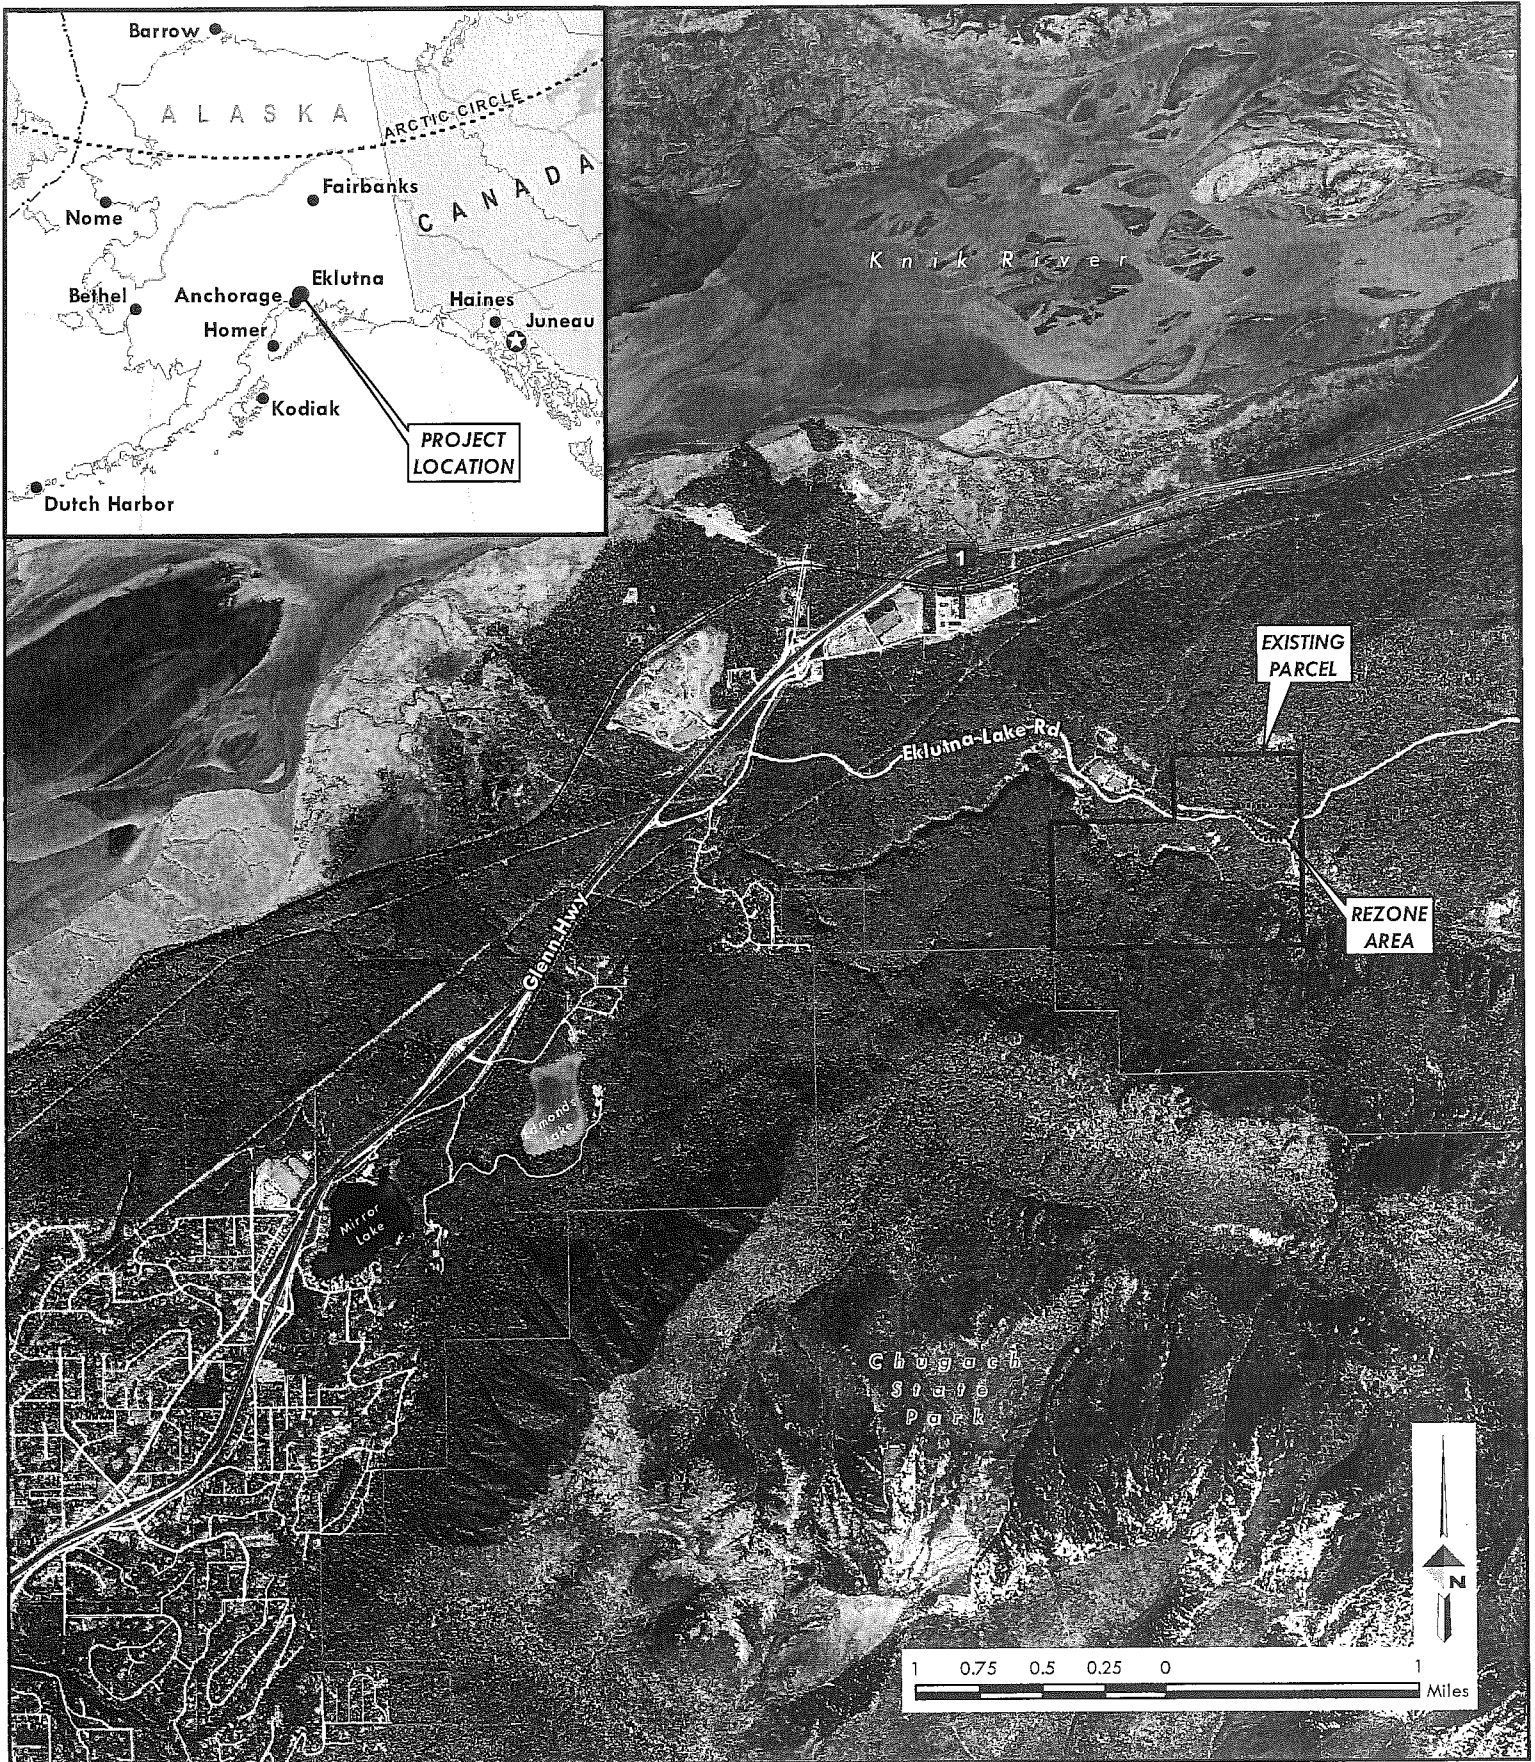 Barrow
ALASKA
ARCTIC CIRCLE
CANADA
Fairbanks
Nome
Eklutna
Anchorage
Bethel
Haines
Juneau
Homer
Kodiak
PROJECT
LOCATION
Dutch Harbor
Knik River
1
EXISTING
PARCEL
Eklutna Lake Rd
REZONE
AREA
Glenn Hwy
Edmonds
Lake
Mirror
Lake
Chugach
State
Park
N
1 0.75 0.5 0.25 0 1
Miles